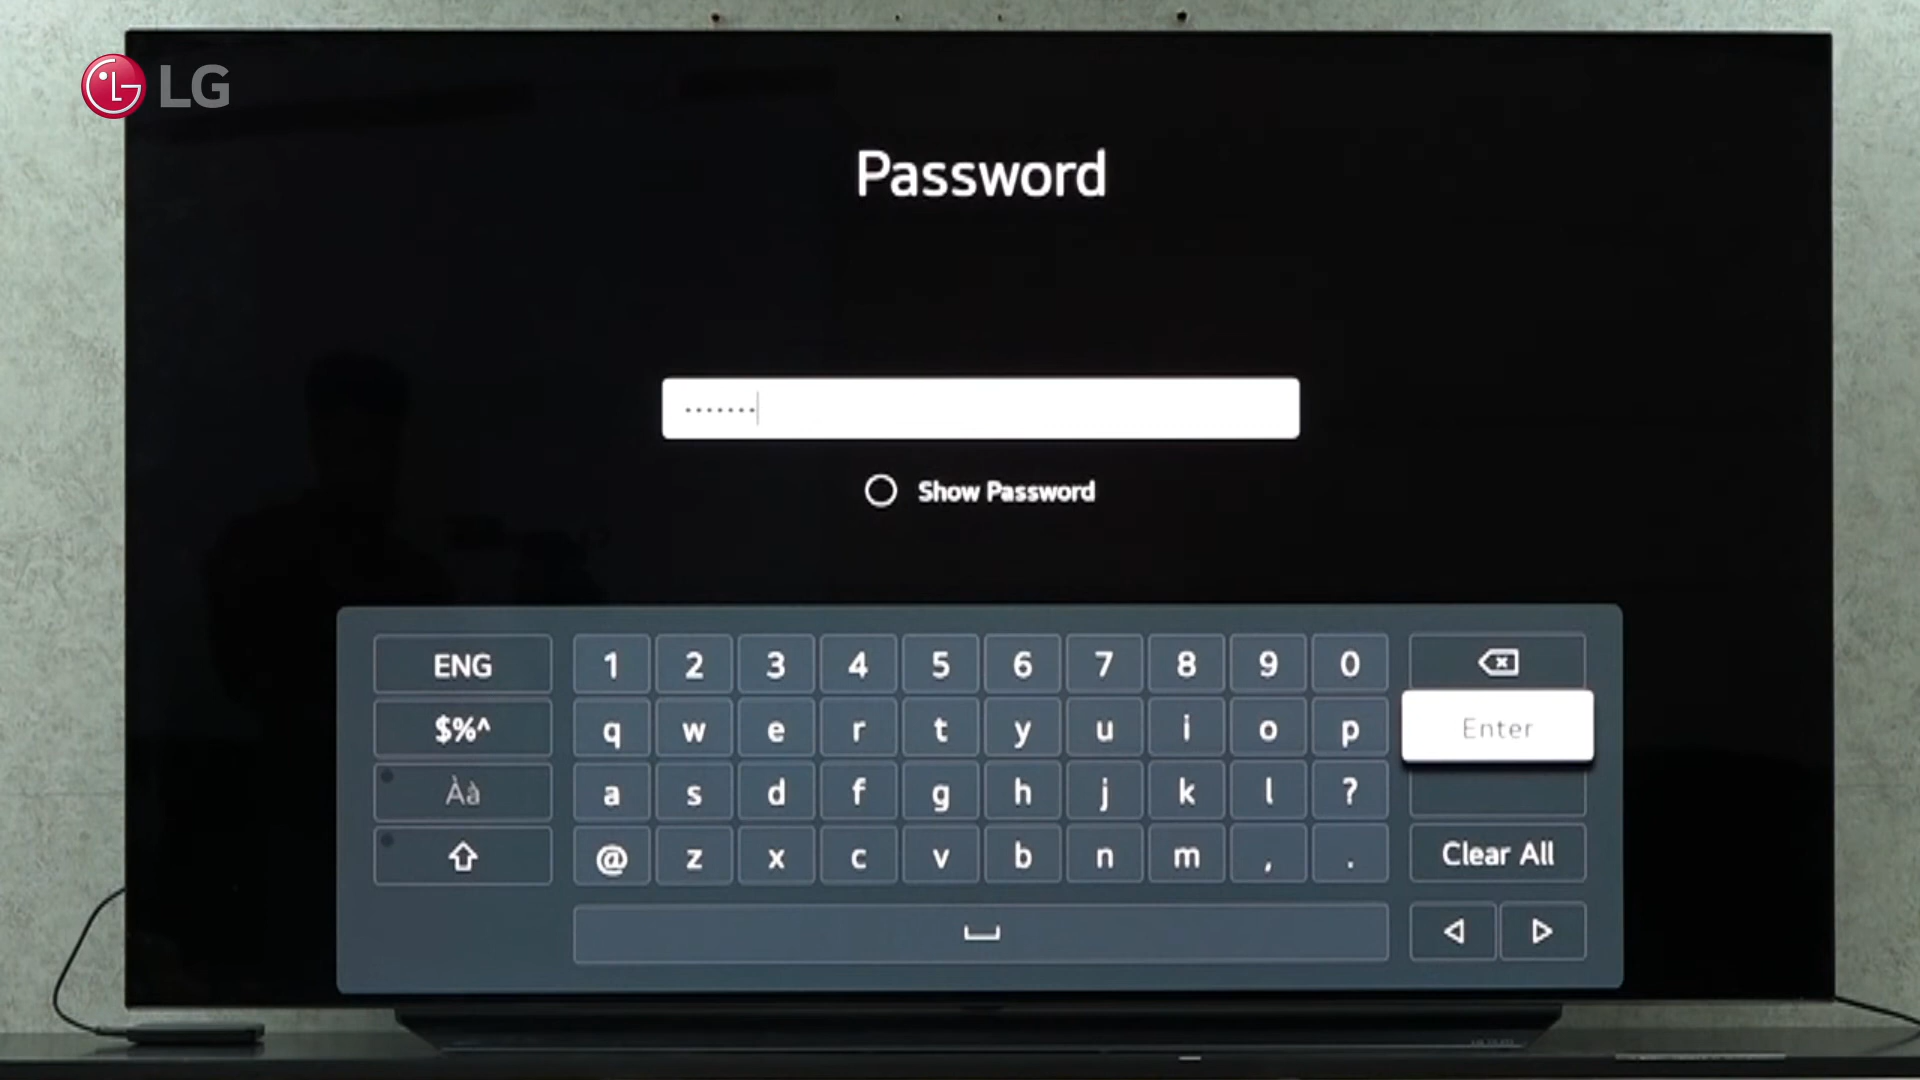 LG
Password
·······
Show Password
ENG 1 2 3 4 5 6 7 8 9 0
$%^ q w e r t y u i o p Enter
Àà a s d f g h j k l ?
@ z x c v b n m , . Clear All